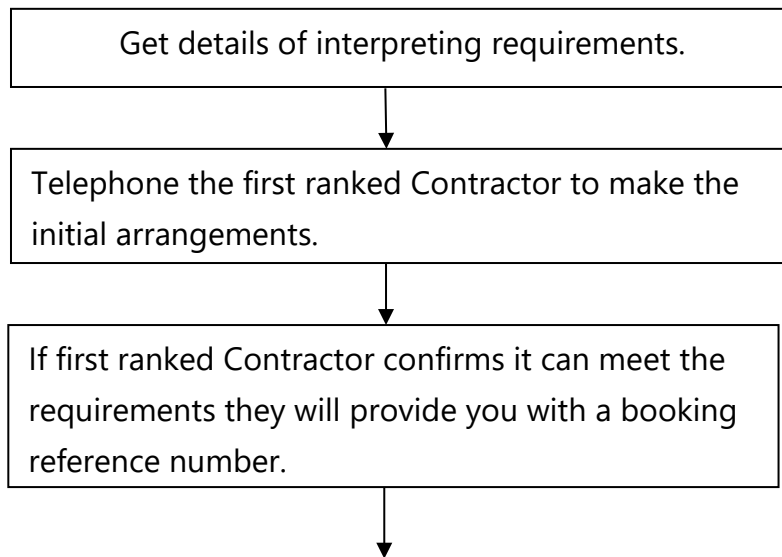 Get details of interpreting requirements.
Telephone the first ranked Contractor to make the
initial arrangements.
If first ranked Contractor confirms it can meet the
requirements they will provide you with a booking
reference number.